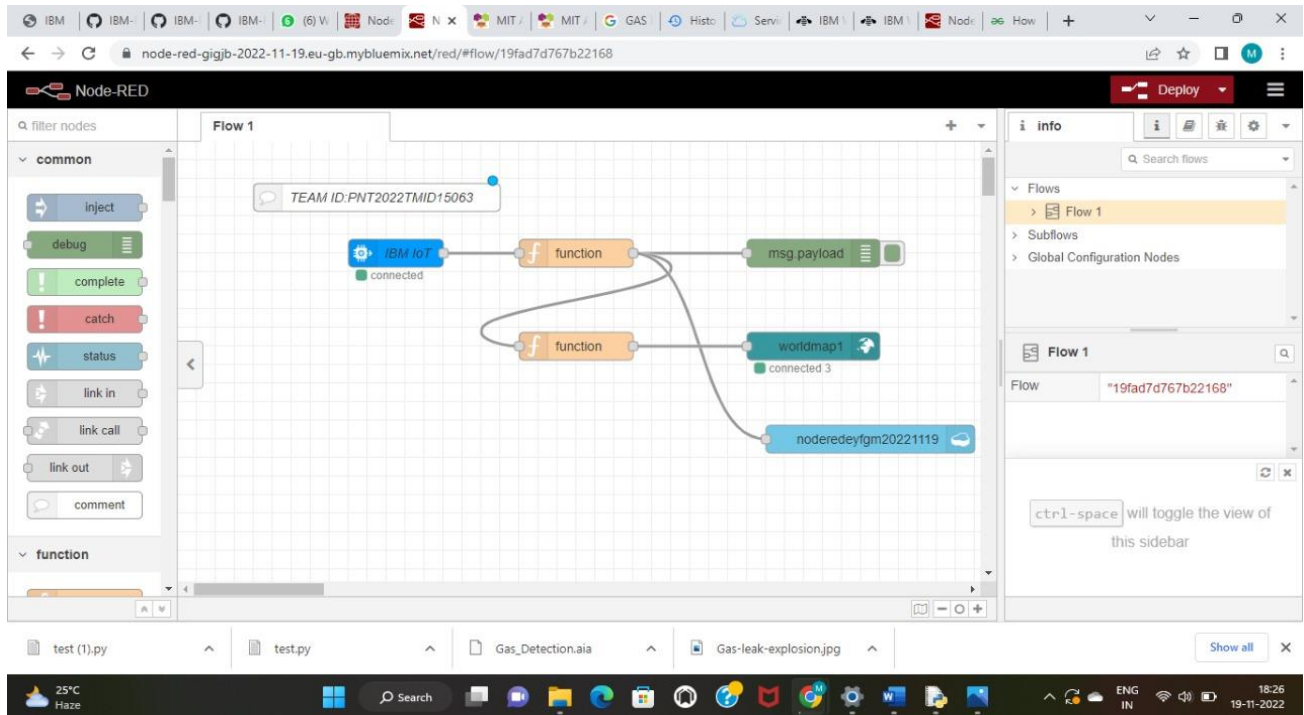 IBM IBM- IBM- IBM- (6) W Node N MIT A MIT A GAS Histo Servi IBM IBM Node How
node-red-gigjb-2022-11-19.eu-gb.mybluemix.net/red/#flow/19fad7d767b22168 M
Node-RED Deploy
filter nodes Flow 1 i info i
common Search flows
TEAM ID:PNT2022TMID15063 Flows
inject Flow 1
debug IBM IoT function msg.payload Subflows
connected Global Configuration Nodes
complete
catch
status function worldmap1 Flow 1
connected 3
link in Flow "19fad7d767b22168"
link call noderedeyfgm20221119
link out
comment ctrl-space will toggle the view of
this sidebar
function
test (1).py test.py Gas_Detection.aia Gas-leak-explosion.jpg Show all
25°C ENG 18:26
Haze Search IN 19-11-2022